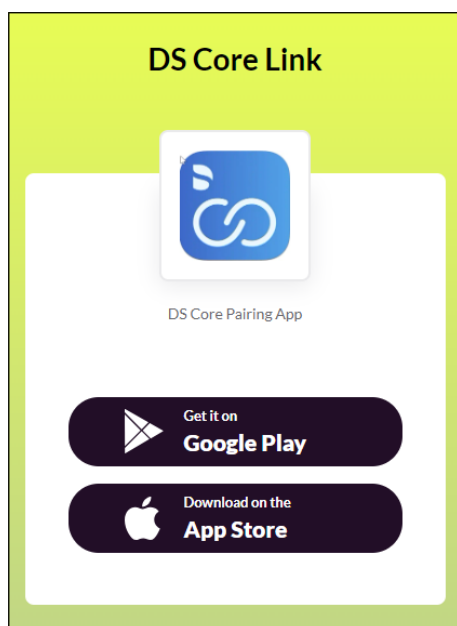 DS Core Link
DS Core Pairing App
Get it on
Google Play
Download on the
App Store